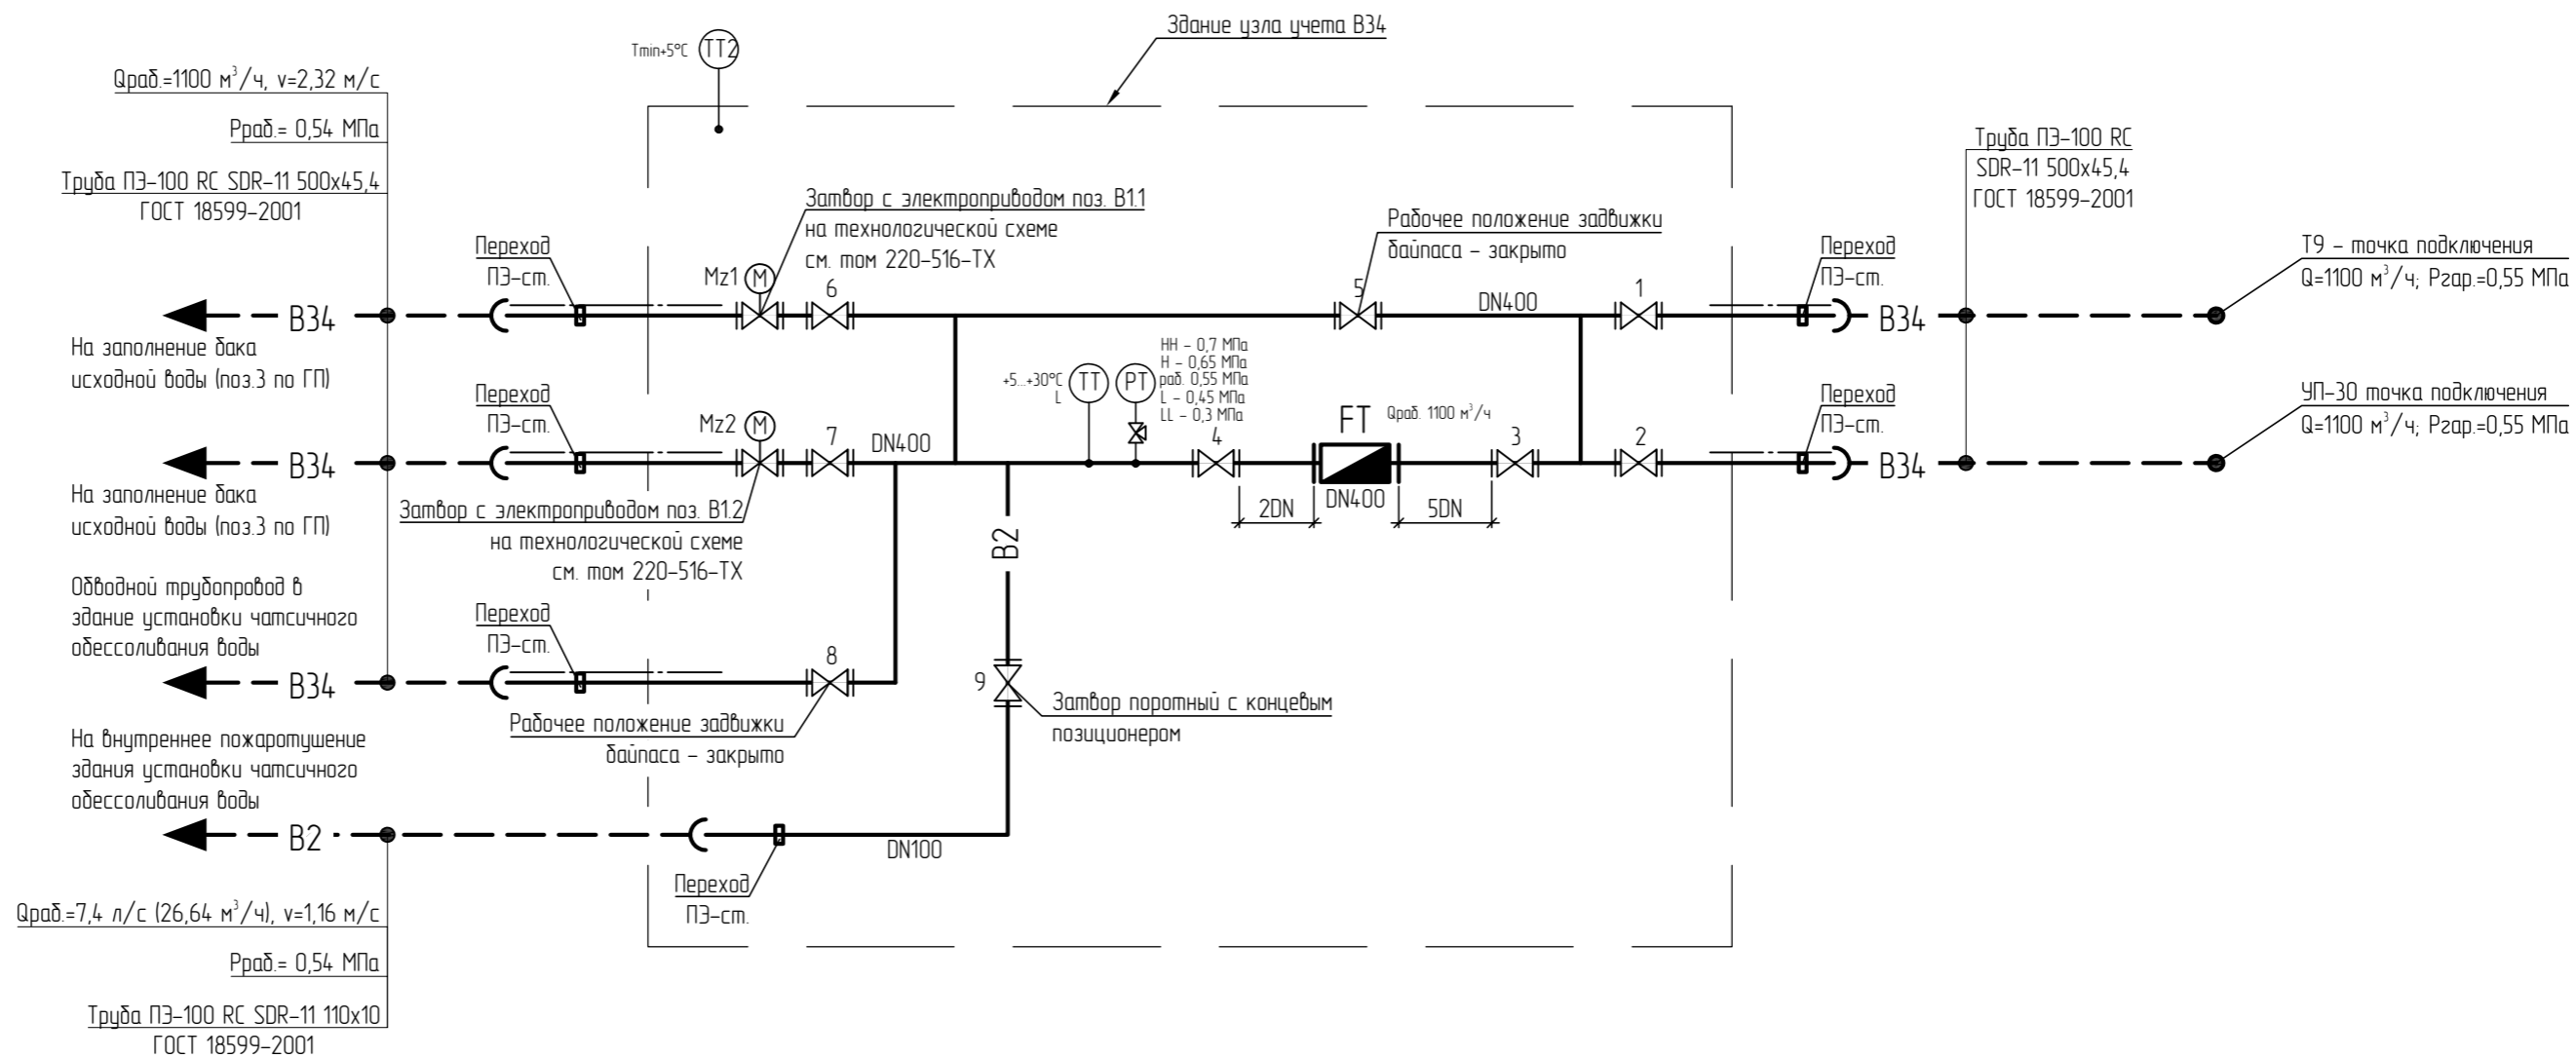 Здание узла учета В34
Tmin+5°C
TT2
Qраб.=1100 м³/ч, v=2,32 м/с
Рраб.= 0,54 МПа
Труба ПЭ-100 RC SDR-11 500х45,4
ГОСТ 18599-2001
Труба ПЭ-100 RC
SDR-11 500х45,4
ГОСТ 18599-2001
Затвор с электроприводом поз. В1.1
на технологической схеме
см. том 220-516-ТХ
Рабочее положение задвижки
байпаса - закрыто
Переход
ПЭ-ст.
Переход
ПЭ-ст.
Т9 - точка подключения
Q=1100 м³/ч; Ргар.=0,55 МПа
Mz1
M
6
5
DN400
1
В34
В34
На заполнение бака
исходной воды (поз.3 по ГП)
+5...+30°C
L
TT
PT
HH - 0,7 МПа
H - 0,65 МПа
раб. 0,55 МПа
L - 0,45 МПа
LL - 0,3 МПа
Переход
ПЭ-ст.
Переход
ПЭ-ст.
УП-30 точка подключения
Q=1100 м³/ч; Ргар.=0,55 МПа
Mz2
M
7
DN400
4
FT
Qраб. 1100 м³/ч
3
2
В34
В34
На заполнение бака
исходной воды (поз.3 по ГП)
DN400
2DN
5DN
Затвор с электроприводом поз. В1.2
на технологической схеме
см. том 220-516-ТХ
В2
Обводной трубопровод в
здание установки чатсичного
обессоливания воды
Переход
ПЭ-ст.
8
В34
9
Затвор поротный с концевым
позиционером
Рабочее положение задвижки
байпаса - закрыто
На внутреннее пожаротушение
здания установки чатсичного
обессоливания воды
В2
DN100
Переход
ПЭ-ст.
Qраб.=7,4 л/с (26,64 м³/ч), v=1,16 м/с
Рраб.= 0,54 МПа
Труба ПЭ-100 RC SDR-11 110х10
ГОСТ 18599-2001